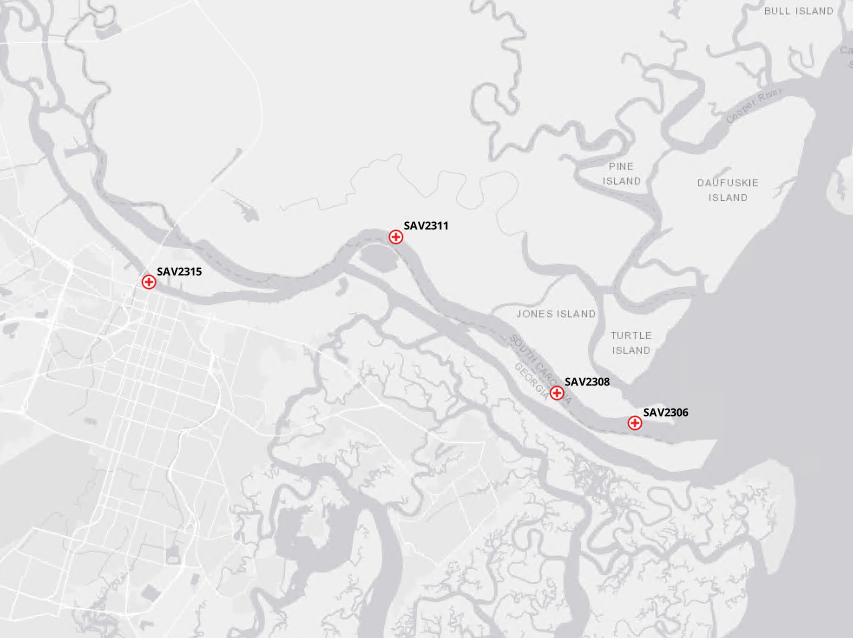 BULL ISLAND
Ca
S
Cooper River
PINE
ISLAND
DAUFUSKIE
ISLAND
SAV2311
SAV2315
JONES ISLAND
TURTLE
ISLAND
SOUTH CAROLINA
GEORGIA
SAV2308
SAV2306